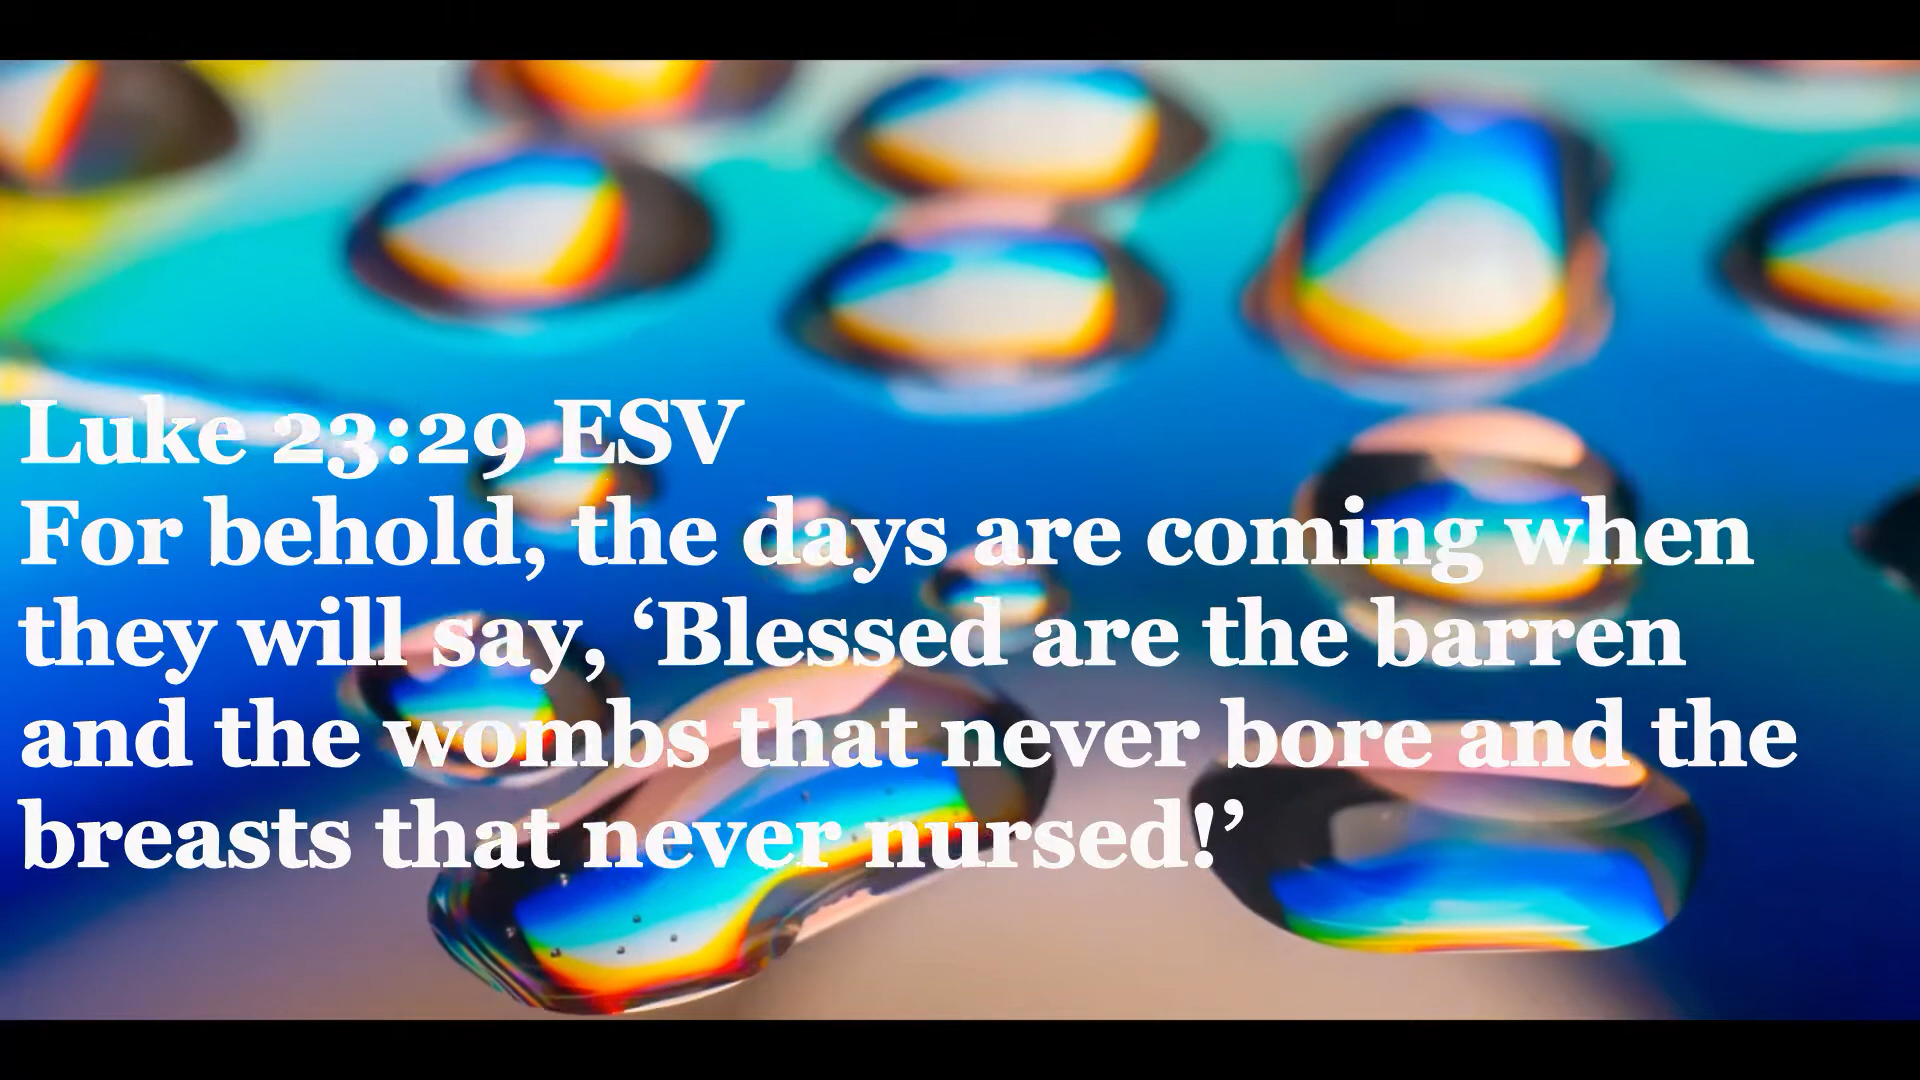 Luke 23:29 ESV
For behold, the days are coming when
they will say, ‘Blessed are the barren
and the wombs that never bore and the
breasts that never nursed!’